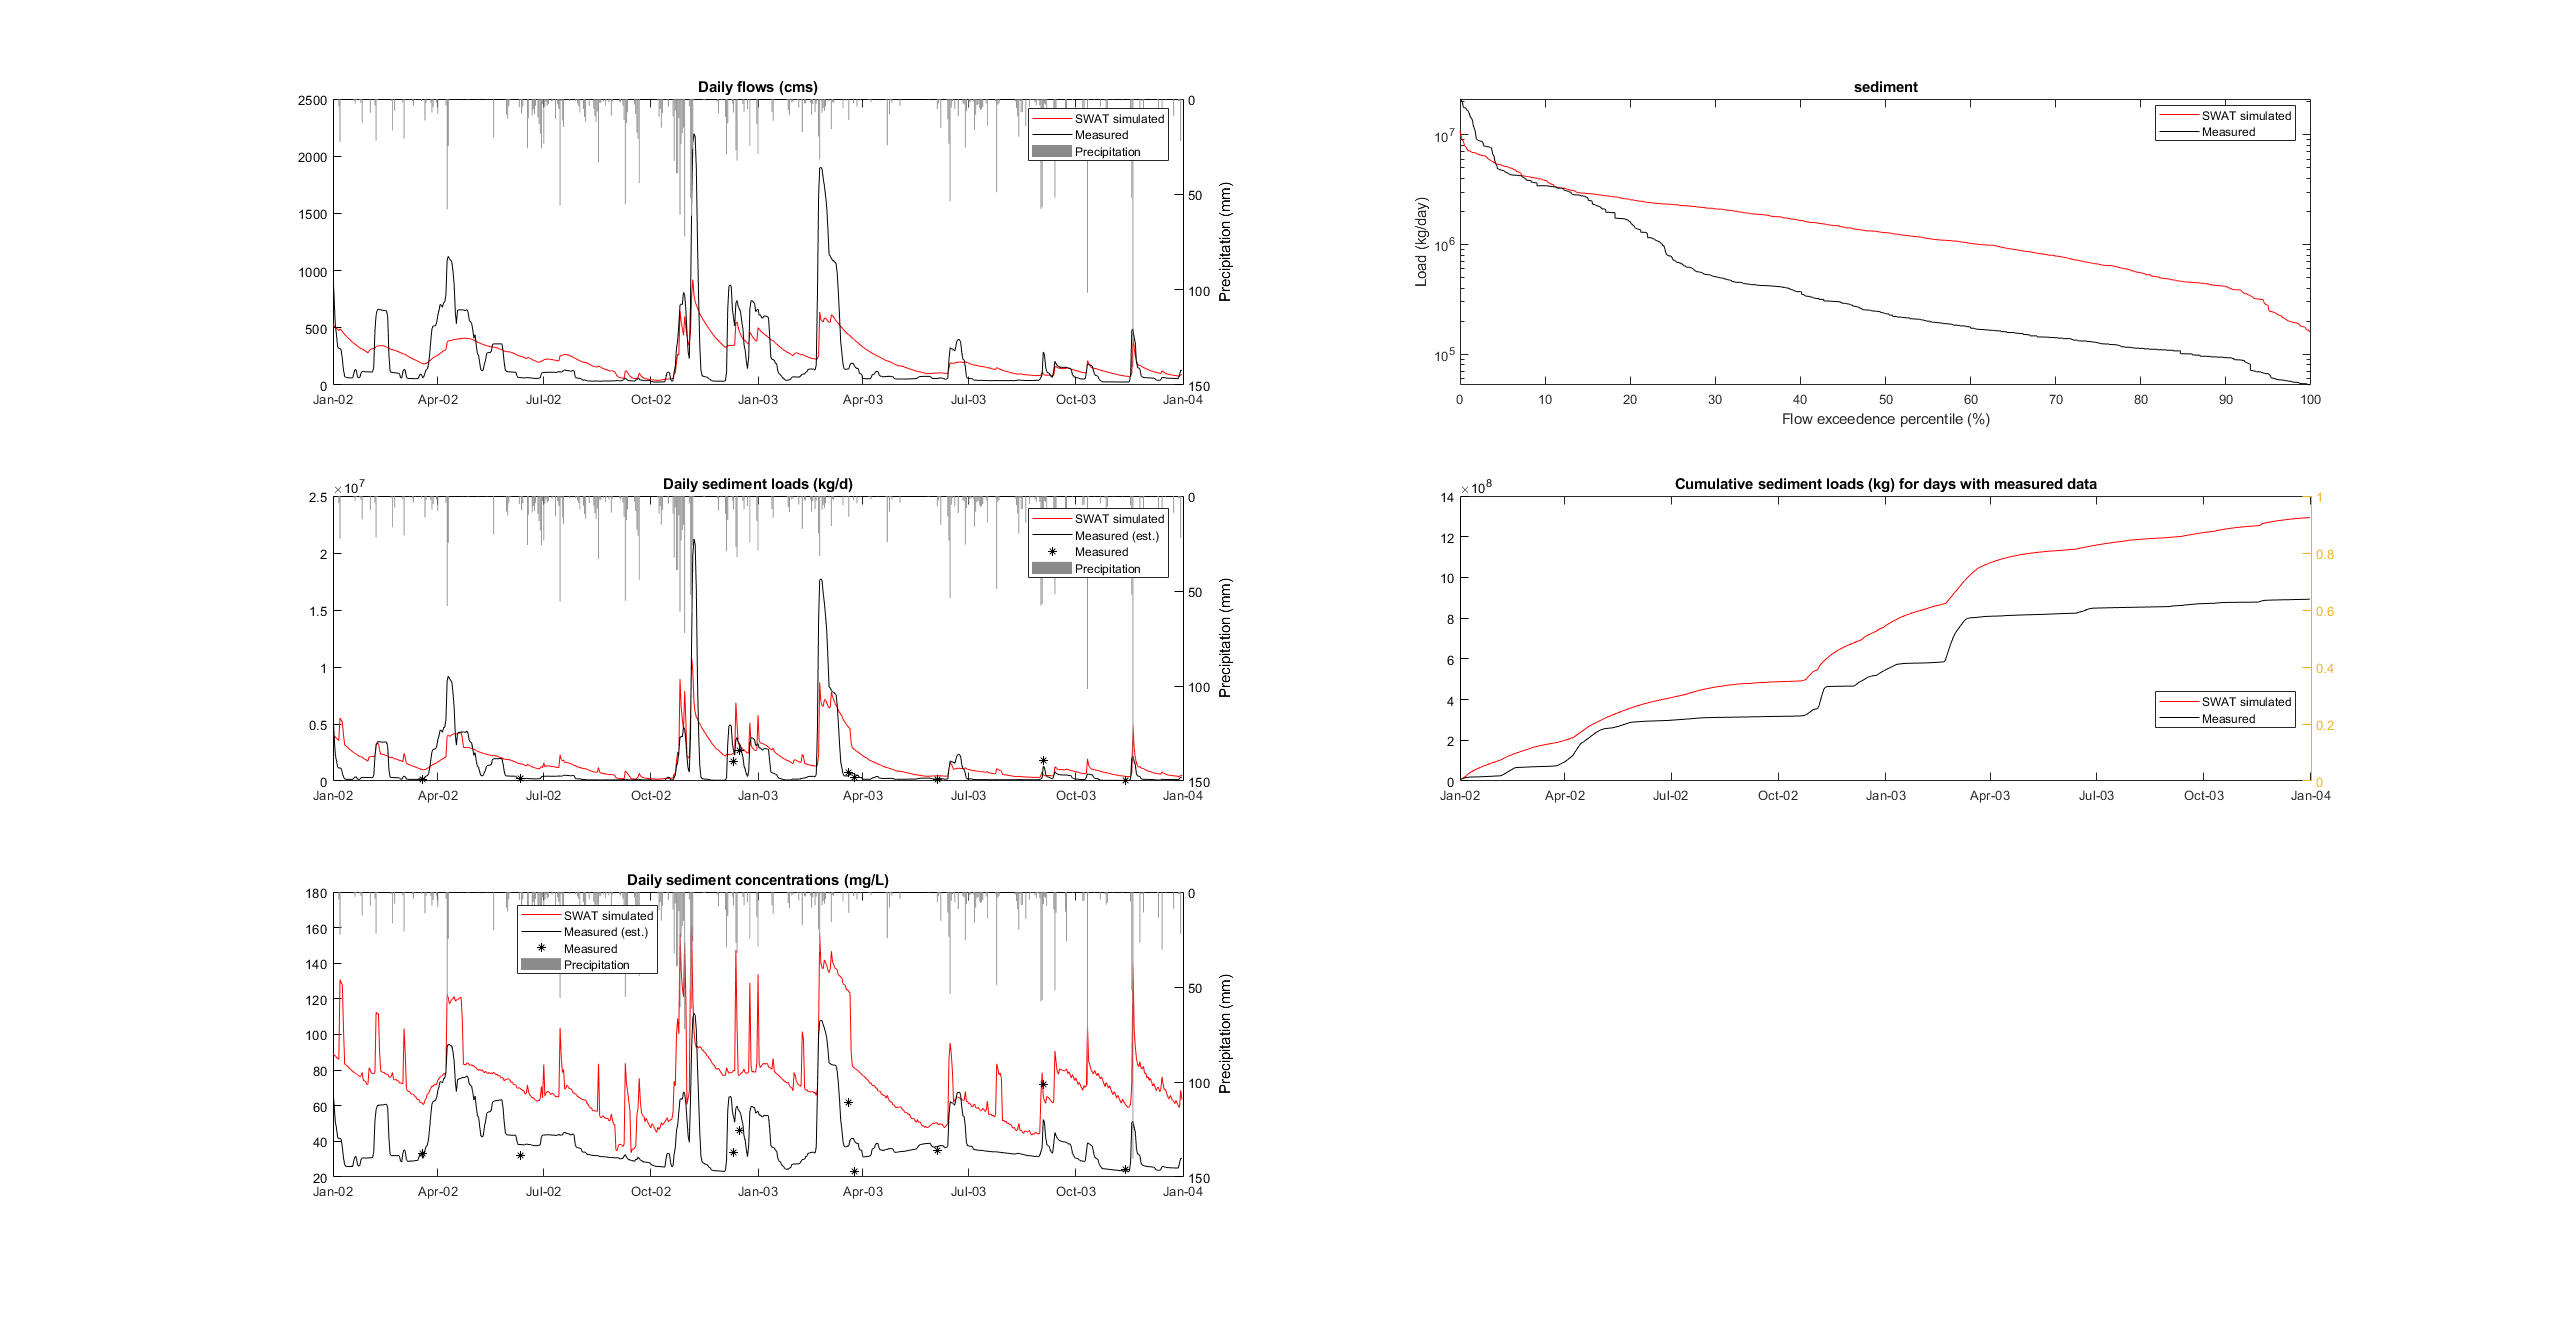 Daily flows (cms)
2500
2000
1500
1000
500
0
0
50
100
150
Precipitation (mm)
SWAT simulated
Measured
Precipitation
Jan-02 Apr-02 Jul-02 Oct-02 Jan-03 Apr-03 Jul-03 Oct-03 Jan-04
sediment
Load (kg/day)
10^7
10^6
10^5
SWAT simulated
Measured
0 10 20 30 40 50 60 70 80 90 100
Flow exceedence percentile (%)
Daily sediment loads (kg/d)
×10^7
2.5
2
1.5
1
0.5
0
0
50
100
150
Precipitation (mm)
SWAT simulated
Measured (est.)
Measured
Precipitation
Jan-02 Apr-02 Jul-02 Oct-02 Jan-03 Apr-03 Jul-03 Oct-03 Jan-04
Cumulative sediment loads (kg) for days with measured data
×10^8
14
12
10
8
6
4
2
0
1
0.8
0.6
0.4
0.2
0
SWAT simulated
Measured
Jan-02 Apr-02 Jul-02 Oct-02 Jan-03 Apr-03 Jul-03 Oct-03 Jan-04
Daily sediment concentrations (mg/L)
180
160
140
120
100
80
60
40
20
0
50
100
150
Precipitation (mm)
SWAT simulated
Measured (est.)
Measured
Precipitation
Jan-02 Apr-02 Jul-02 Oct-02 Jan-03 Apr-03 Jul-03 Oct-03 Jan-04